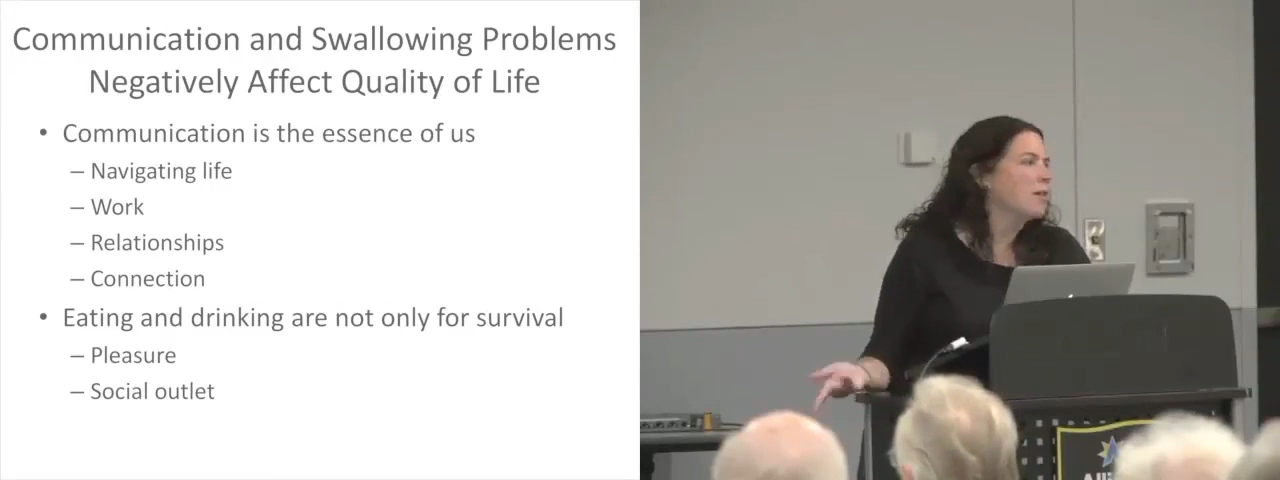 Communication and Swallowing Problems
Negatively Affect Quality of Life
• Communication is the essence of us
– Navigating life
– Work
– Relationships
– Connection
• Eating and drinking are not only for survival
– Pleasure
– Social outlet